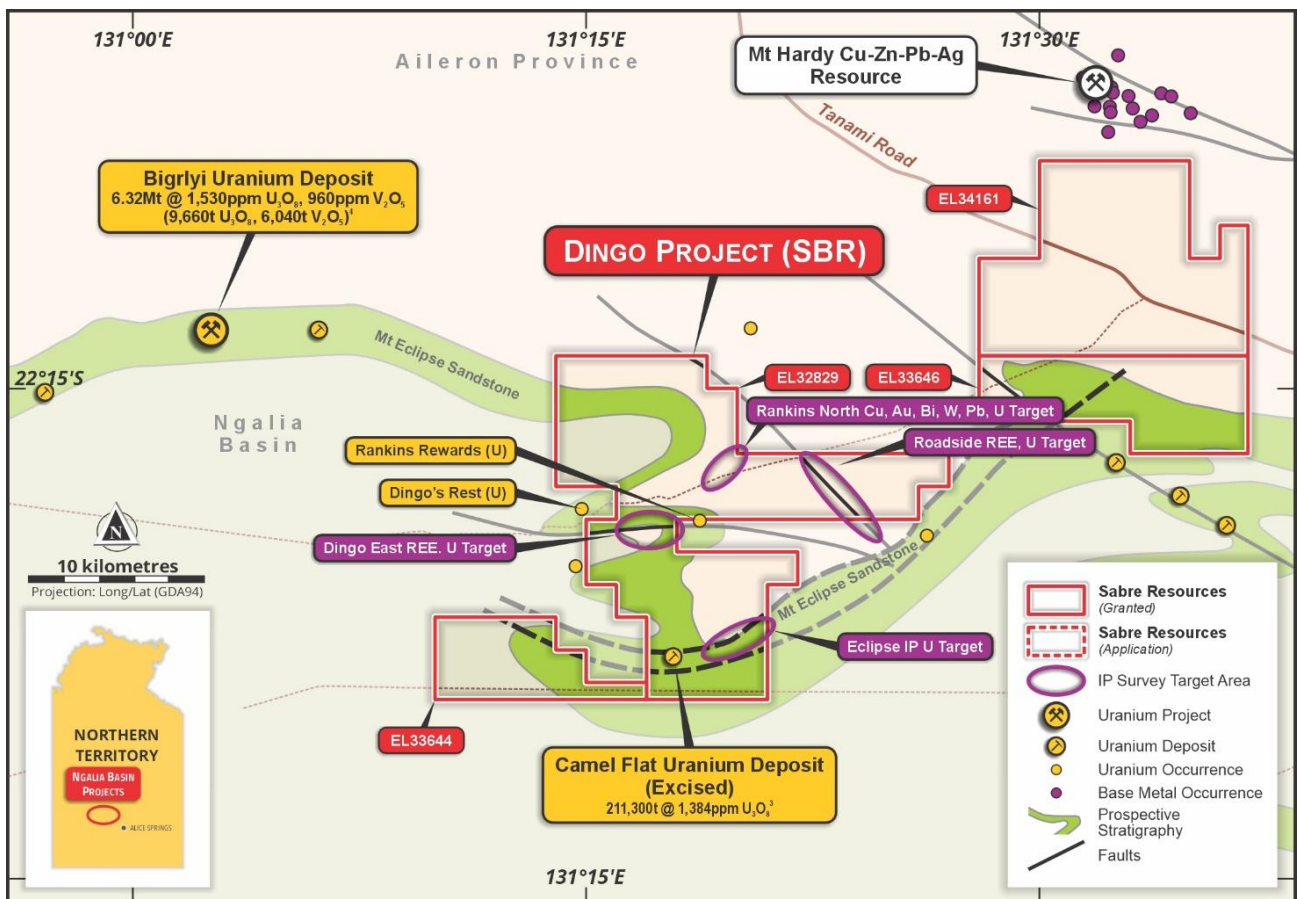 131°00'E
131°15'E
131°30'E
Aileron Province
Mt Hardy Cu-Zn-Pb-Ag
Resource
Tanami Road
Bigrlyi Uranium Deposit
6.32Mt @ 1,530ppm U₃O₈, 960ppm V₂O₅
(9,660t U₃O₈, 6,040t V₂O₅)⁴
EL34161
DINGO PROJECT (SBR)
Mt Eclipse Sandstone
22°15'S
EL32829
EL33646
Rankins North Cu, Au, Bi, W, Pb, U Target
Ngalia
Basin
Roadside REE, U Target
Rankins Rewards (U)
Dingo's Rest (U)
N
Dingo East REE. U Target
10 kilometres
Projection: Long/Lat (GDA94)
Mt Eclipse Sandstone
Eclipse IP U Target
EL33644
Camel Flat Uranium Deposit
(Excised)
211,300t @ 1,384ppm U₃O₈³
131°15'E
NORTHERN
TERRITORY
NGALIA BASIN
PROJECTS
ALICE SPRINGS
Sabre Resources
(Granted)
Sabre Resources
(Application)
IP Survey Target Area
Uranium Project
Uranium Deposit
Uranium Occurrence
Base Metal Occurrence
Prospective
Stratigraphy
Faults